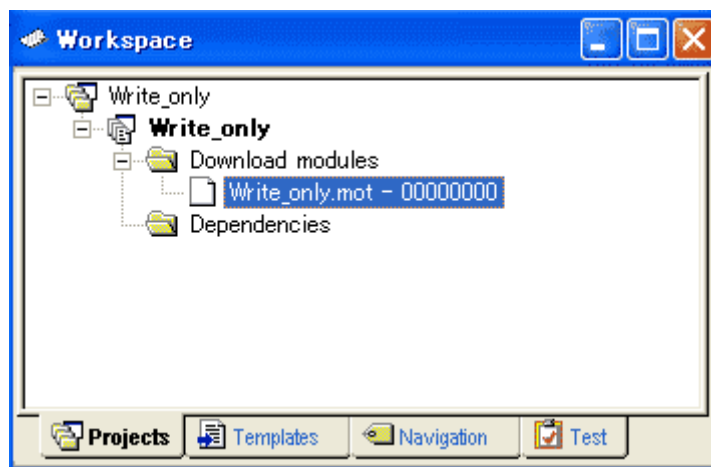 Workspace
Write_only
Write_only
Download modules
Write_only.mot - 00000000
Dependencies
Projects Templates Navigation Test